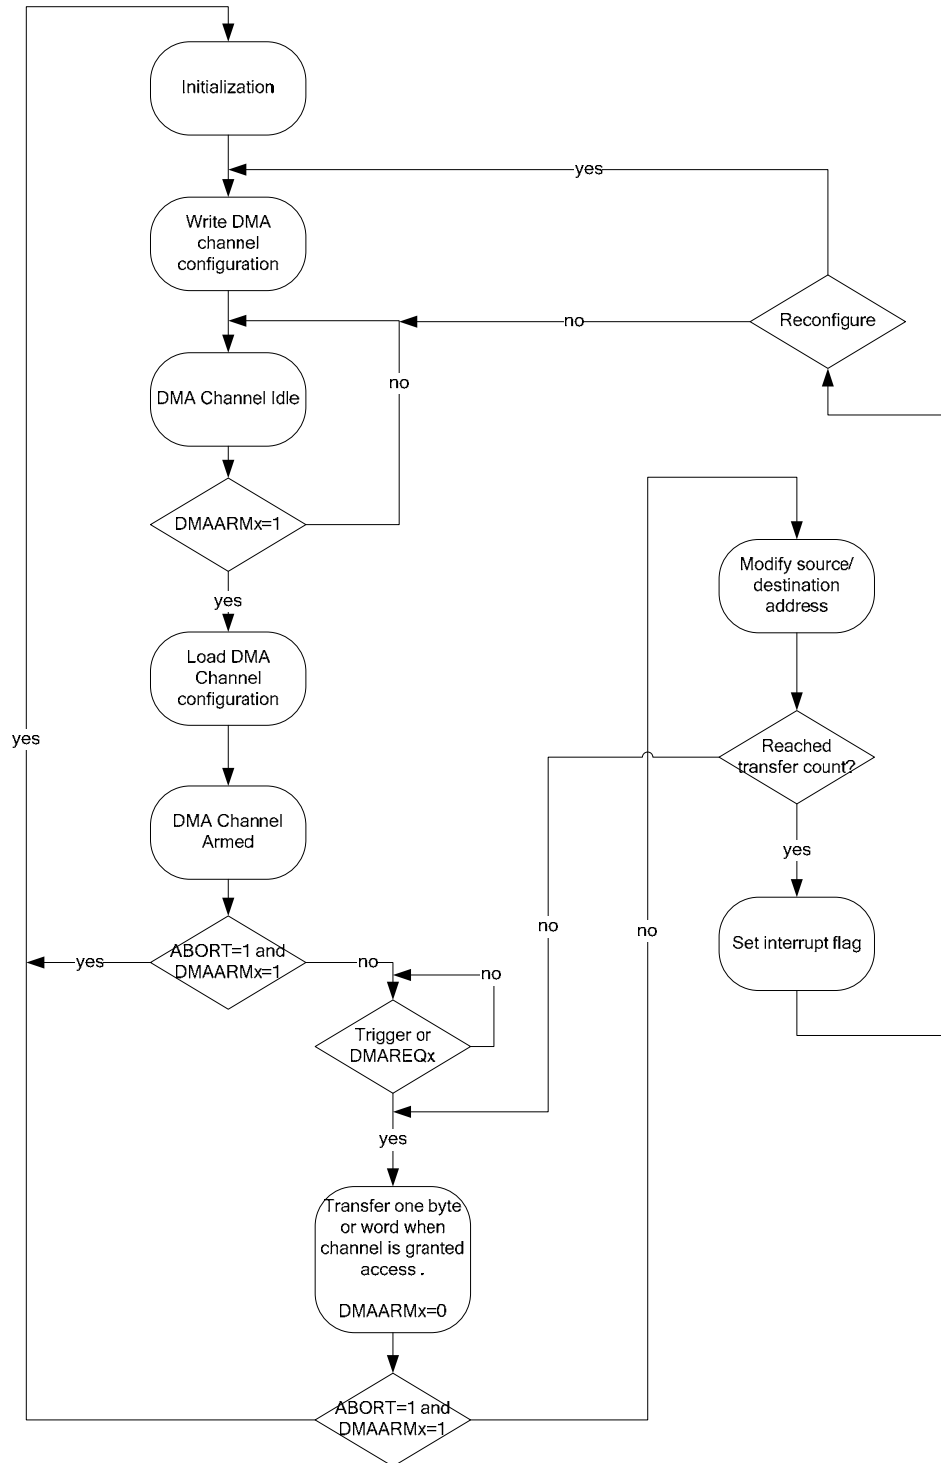 Initialization
yes
Write DMA
channel
configuration
no
Reconfigure
DMA Channel Idle
no
DMAARMx=1
yes
Load DMA
Channel
configuration
yes
DMA Channel
Armed
ABORT=1 and
DMAARMx=1
yes
no
no
Trigger or
DMAREQx
yes
Transfer one byte
or word when
channel is granted
access .
DMAARMx=0
ABORT=1 and
DMAARMx=1
no
no
Modify source/
destination
address
Reached
transfer count?
yes
Set interrupt flag